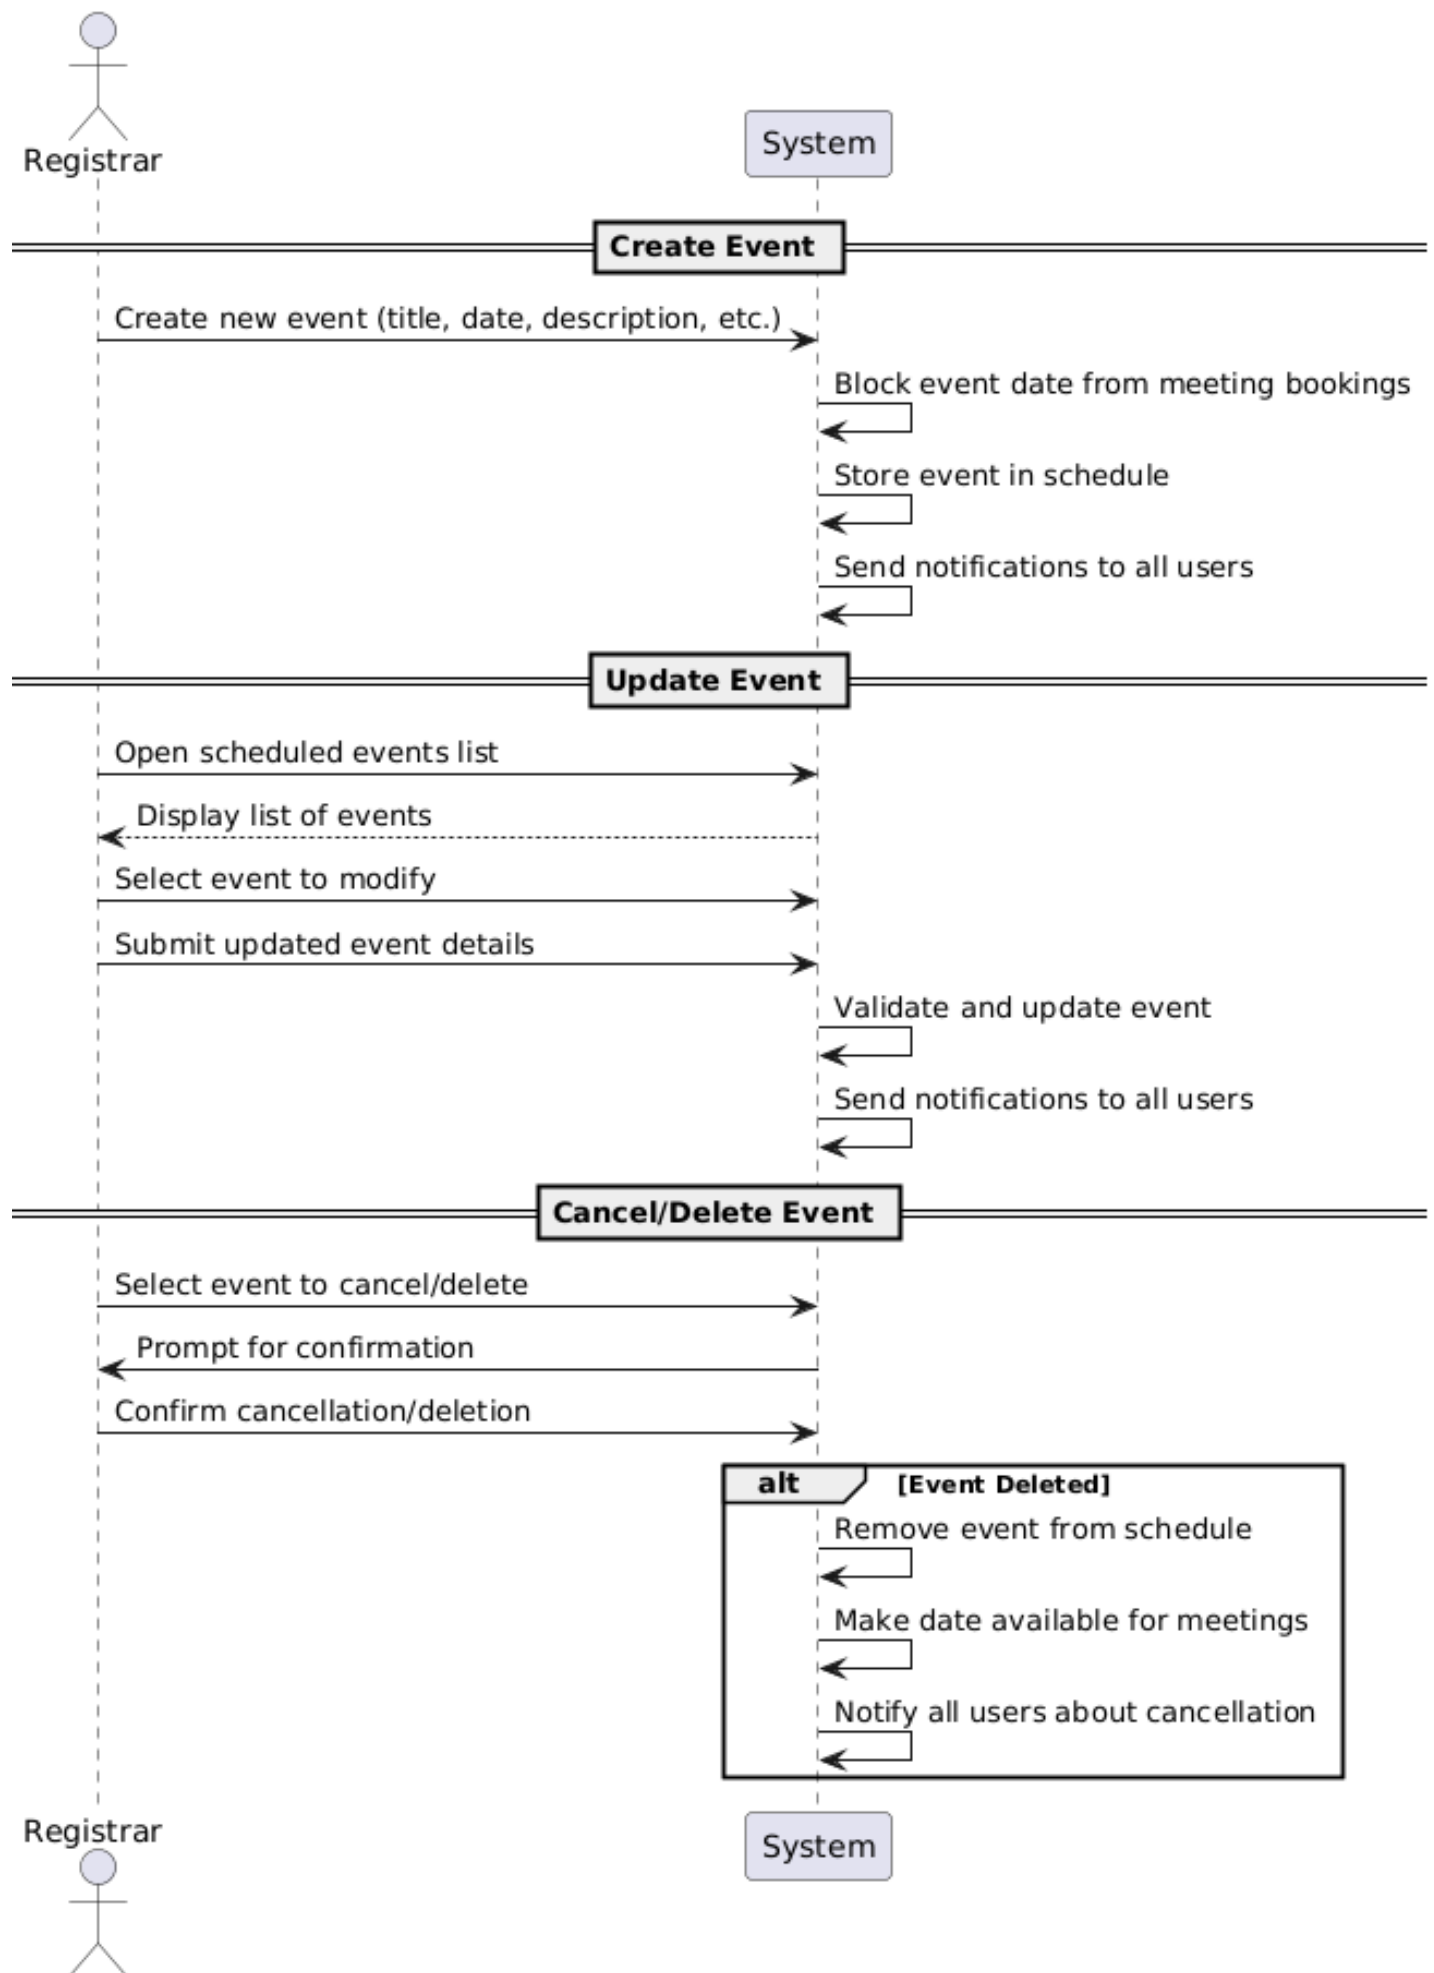 Registrar
System
Create Event
Create new event (title, date, description, etc.)
Block event date from meeting bookings
Store event in schedule
Send notifications to all users
Update Event
Open scheduled events list
Display list of events
Select event to modify
Submit updated event details
Validate and update event
Send notifications to all users
Cancel/Delete Event
Select event to cancel/delete
Prompt for confirmation
Confirm cancellation/deletion
alt [Event Deleted]
Remove event from schedule
Make date available for meetings
Notify all users about cancellation
Registrar
System